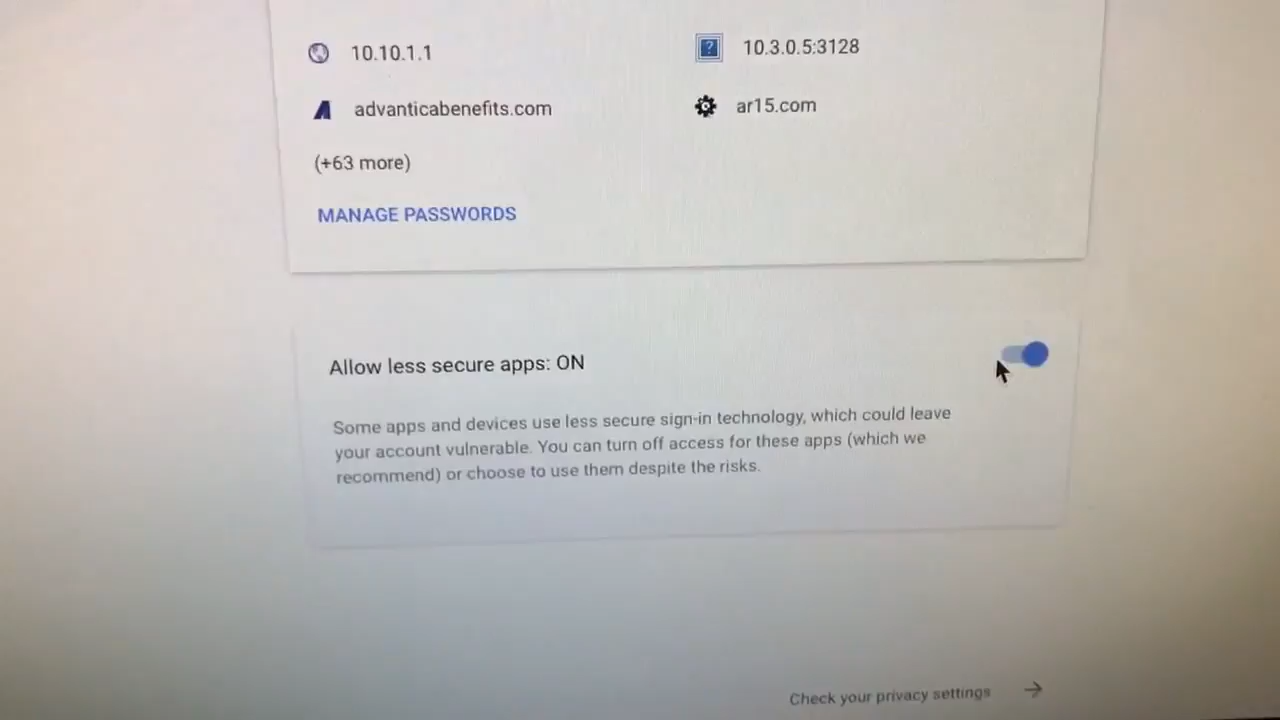 10.10.1.1
10.3.0.5:3128
advanticabenefits.com
ar15.com
(+63 more)
MANAGE PASSWORDS
Allow less secure apps: ON
Some apps and devices use less secure sign-in technology, which could leave
your account vulnerable. You can turn off access for these apps (which we
recommend) or choose to use them despite the risks.
Check your privacy settings